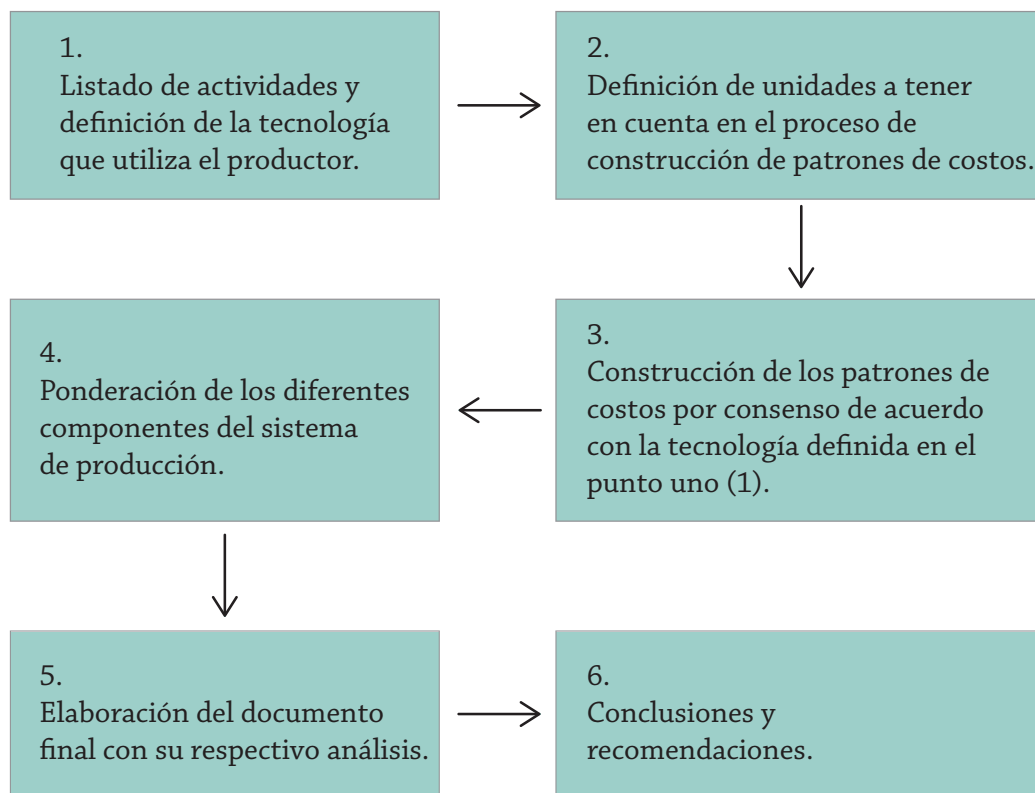 1.
Listado de actividades y
definición de la tecnología
que utiliza el productor.
2.
Definición de unidades a tener
en cuenta en el proceso de
construcción de patrones de costos.
3.
Construcción de los patrones de
costos por consenso de acuerdo
con la tecnología definida en el
punto uno (1).
4.
Ponderación de los diferentes
componentes del sistema
de producción.
5.
Elaboración del documento
final con su respectivo análisis.
6.
Conclusiones y
recomendaciones.